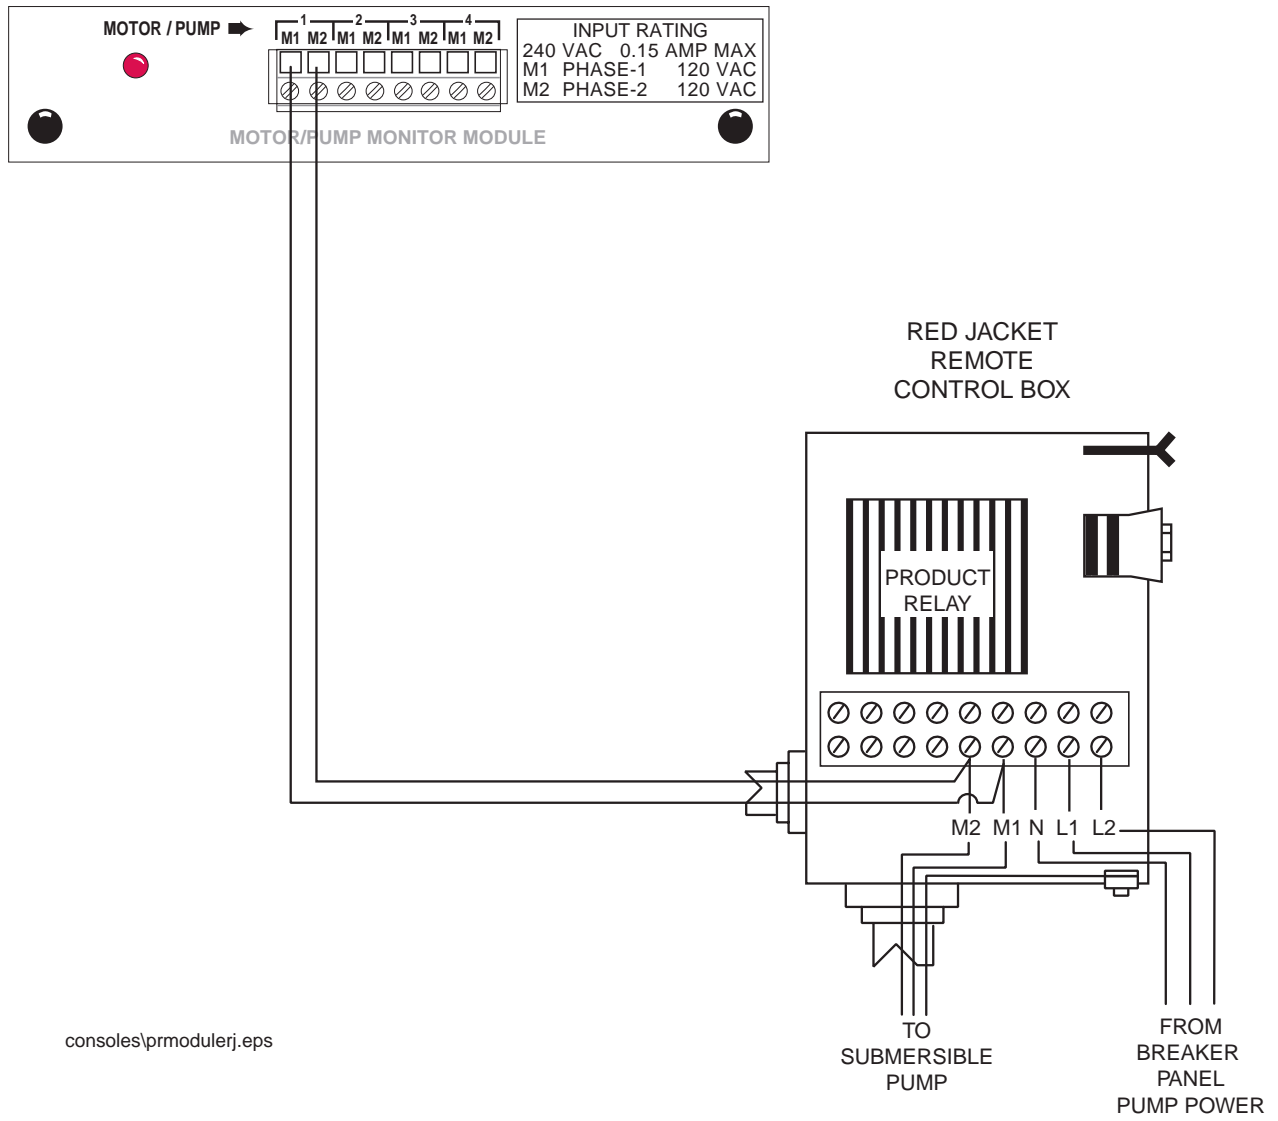 MOTOR / PUMP
1 2 3 4
M1 M2 M1 M2 M1 M2 M1 M2
INPUT RATING
240 VAC 0.15 AMP MAX
M1 PHASE-1 120 VAC
M2 PHASE-2 120 VAC
MOTOR/PUMP MONITOR MODULE
RED JACKET
REMOTE
CONTROL BOX
PRODUCT
RELAY
M2 M1 N L1 L2
TO
SUBMERSIBLE
PUMP
FROM
BREAKER
PANEL
PUMP POWER
consoles\prmodulerj.eps